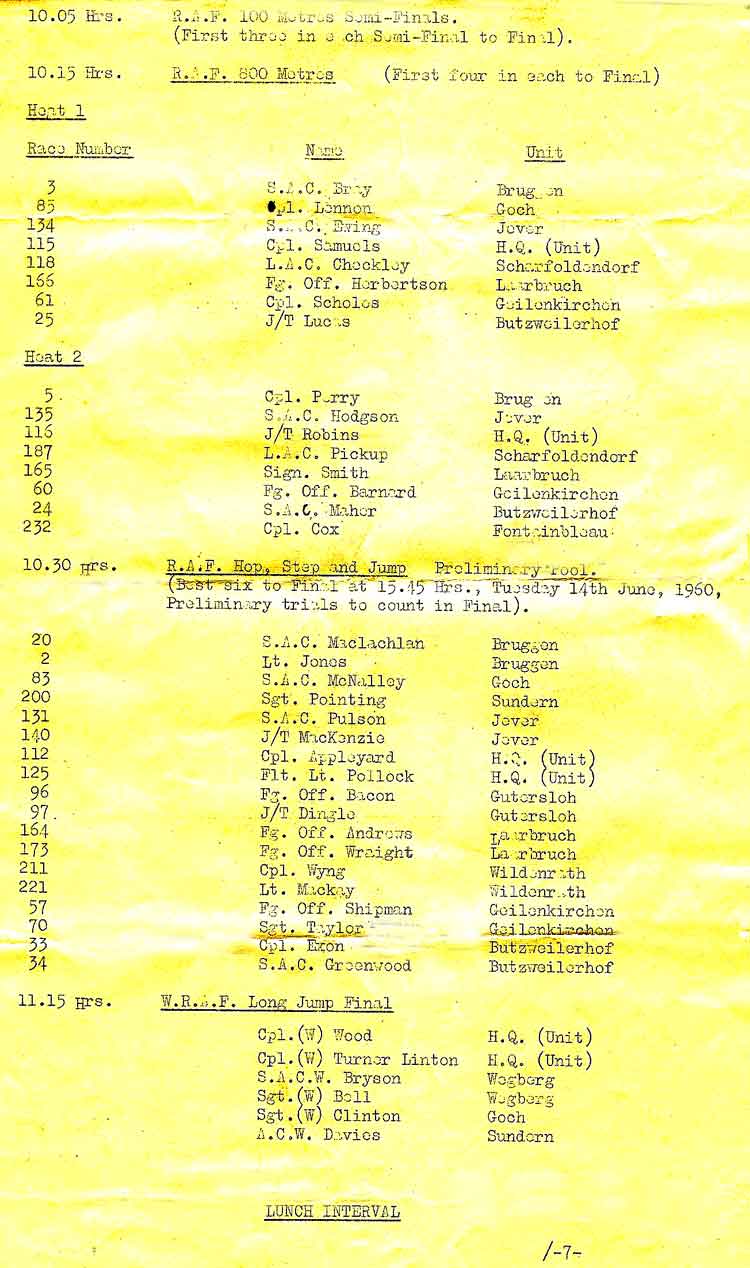 10.05 Hrs. R.A.F. 100 Metres Semi-Finals.
(First three in each Semi-Final to Final).
10.15 Hrs. R.A.F. 800 Metres (First four in each to Final)
Heat 1
Race Number Name Unit
3 S.A.C. Bray Bruggen
85 Cpl. Lennon Goch
134 S.A.C. Ewing Jever
115 Cpl. Samuels H.Q. (Unit)
118 L.A.C. Checkley Scharfoldendorf
166 Fg. Off. Herbertson Laarbruch
61 Cpl. Scholes Geilenkirchen
25 J/T Lucas Butzweilerhof
Heat 2
5 Cpl. Perry Bruggen
135 S.A.C. Hodgson Jever
116 J/T Robins H.Q. (Unit)
187 L.A.C. Pickup Scharfoldendorf
165 Sign. Smith Laarbruch
60 Fg. Off. Barnard Geilenkirchen
24 S.A.C. Maher Butzweilerhof
232 Cpl. Cox Fontainbleau
10.30 Hrs. R.A.F. Hop, Step and Jump Preliminary Pool.
(Best six to Final at 15.45 Hrs., Tuesday 14th June, 1960,
Preliminary trials to count in Final).
20 S.A.C. Maclachlan Bruggen
2 Lt. Jones Bruggen
83 S.A.C. McNalley Goch
200 Sgt. Pointing Sundern
131 S.A.C. Pulson Jever
140 J/T MacKenzie Jever
112 Cpl. Appleyard H.Q. (Unit)
125 Flt. Lt. Pollock H.Q. (Unit)
96 Fg. Off. Bacon Gutersloh
97 J/T Dingle Gutersloh
164 Fg. Off. Andrews Laarbruch
173 Fg. Off. Wraight Laarbruch
211 Cpl. Wyng Wildenrath
221 Lt. Mackay Wildenrath
57 Fg. Off. Shipman Geilenkirchen
70 Sgt. Taylor Geilenkirchen
33 Cpl. Exon Butzweilerhof
34 S.A.C. Greenwood Butzweilerhof
11.15 Hrs. W.R.A.F. Long Jump Final
Cpl.(W) Wood H.Q. (Unit)
Cpl.(W) Turner Linton H.Q. (Unit)
S.A.C.W. Bryson Wegberg
Sgt.(W) Bell Wegberg
Sgt.(W) Clinton Goch
A.C.W. Davies Sundern
LUNCH INTERVAL
/-7-